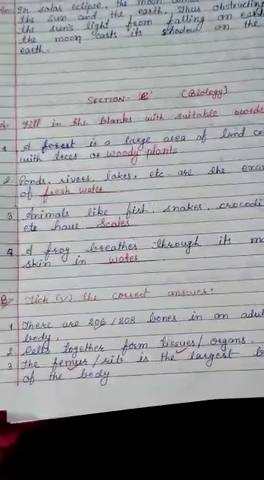 In solar eclipse, the moon
the sun and the earth. Thus obstructing
the sun's light from falling on earth
the moon casts its shadow on the
earth.
SECTION - 'B' (Biology)
Fill in the blanks with suitable words
1 A forest is a large area of land
with trees or woody plants
2 Ponds, rivers, lakes, etc are the
of fresh water
3 Animals like fish, snakes,
etc have scales
4 A frog breathes through its
skin in water
B Tick (√) the correct answer.
1 There are 206/208 bones in an
body.
2 Cells together form tissues/organs.
3 The femur/rib is the largest
of the body